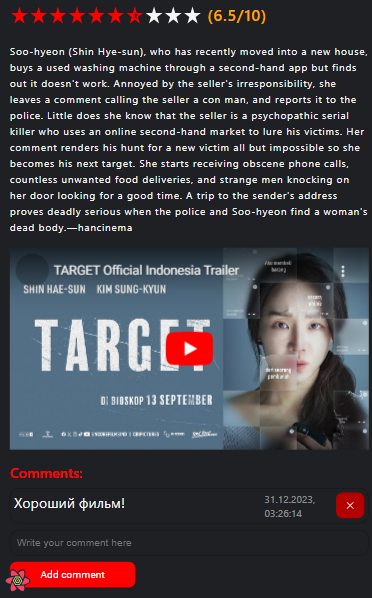 (6.5/10)
Soo-hyeon (Shin Hye-sun), who has recently moved into a new house,
buys a used washing machine through a second-hand app but finds
out it doesn't work. Annoyed by the seller's irresponsibility, she
leaves a comment calling the seller a con man, and reports it to the
police. Little does she know that the seller is a psychopathic serial
killer who uses an online second-hand market to lure his victims. Her
comment renders his hunt for a new victim all but impossible so she
becomes his next target. She starts receiving obscene phone calls,
countless unwanted food deliveries, and strange men knocking on
her door looking for a good time. A trip to the sender's address
proves deadly serious when the police and Soo-hyeon find a woman's
dead body.—hancinema
TARGET Official Indonesia Trailer
SHIN HAE-SUN KIM SUNG-KYUN
TARGET
DI BIOSKOP 13 SEPTEMBER
Comments:
Хороший фильм!
31.12.2023,
03:26:14
Write your comment here
Add comment